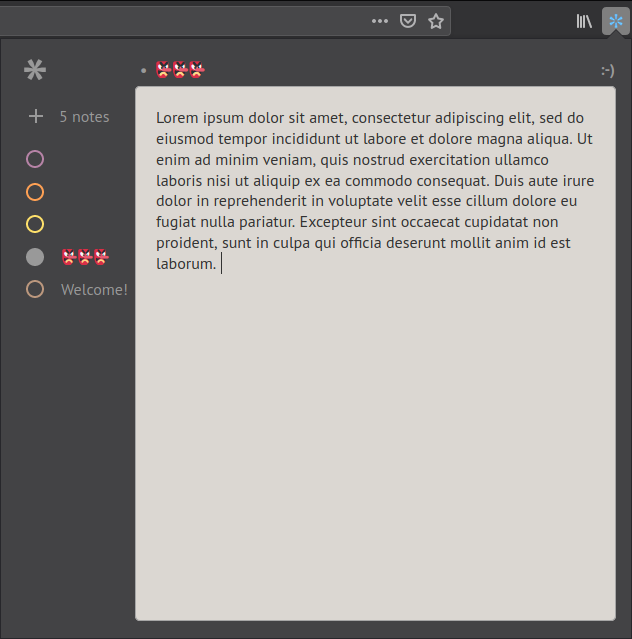 👺👺👺
:-)
5 notes
👺👺👺
Welcome!
Lorem ipsum dolor sit amet, consectetur adipiscing elit, sed do
eiusmod tempor incididunt ut labore et dolore magna aliqua. Ut
enim ad minim veniam, quis nostrud exercitation ullamco
laboris nisi ut aliquip ex ea commodo consequat. Duis aute irure
dolor in reprehenderit in voluptate velit esse cillum dolore eu
fugiat nulla pariatur. Excepteur sint occaecat cupidatat non
proident, sunt in culpa qui officia deserunt mollit anim id est
laborum.